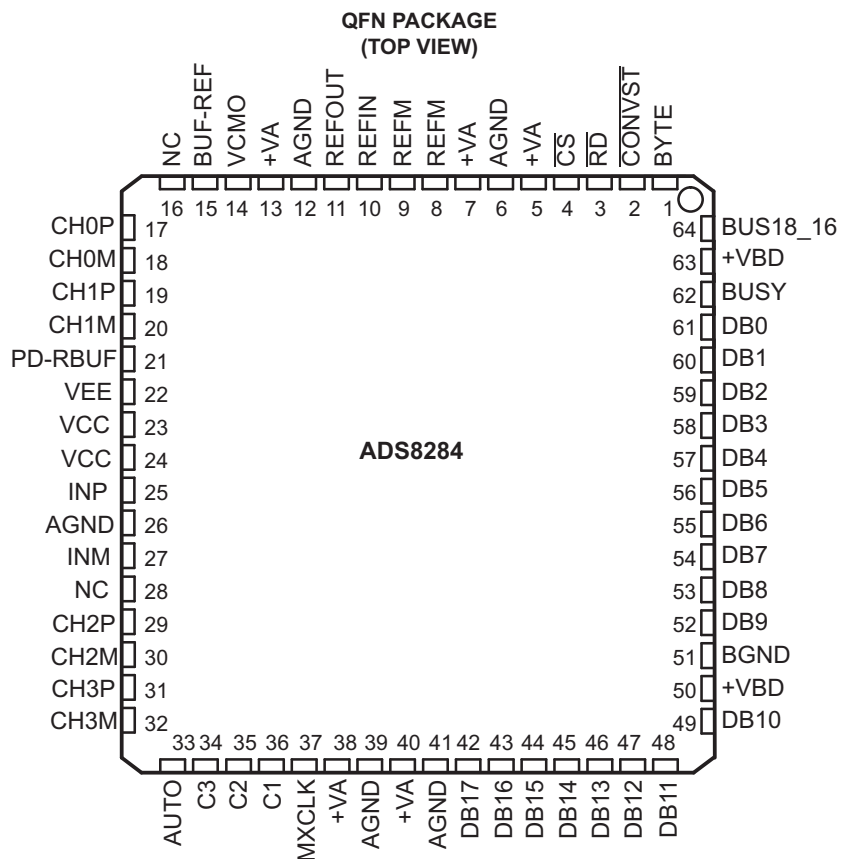 QFN PACKAGE
(TOP VIEW)
NC
BUF-REF
VCMO
+VA
AGND
REFOUT
REFIN
REFM
REFM
+VA
AGND
+VA
CS
RD
CONVST
BYTE
16 15 14 13 12 11 10 9 8 7 6 5 4 3 2 1
CH0P 17
CH0M 18
CH1P 19
CH1M 20
PD-RBUF 21
VEE 22
VCC 23
VCC 24
INP 25
AGND 26
INM 27
NC 28
CH2P 29
CH2M 30
CH3P 31
CH3M 32
ADS8284
64 BUS18_16
63 +VBD
62 BUSY
61 DB0
60 DB1
59 DB2
58 DB3
57 DB4
56 DB5
55 DB6
54 DB7
53 DB8
52 DB9
51 BGND
50 +VBD
49 DB10
33 34 35 36 37 38 39 40 41 42 43 44 45 46 47 48
AUTO
C3
C2
C1
MXCLK
+VA
AGND
+VA
AGND
DB17
DB16
DB15
DB14
DB13
DB12
DB11